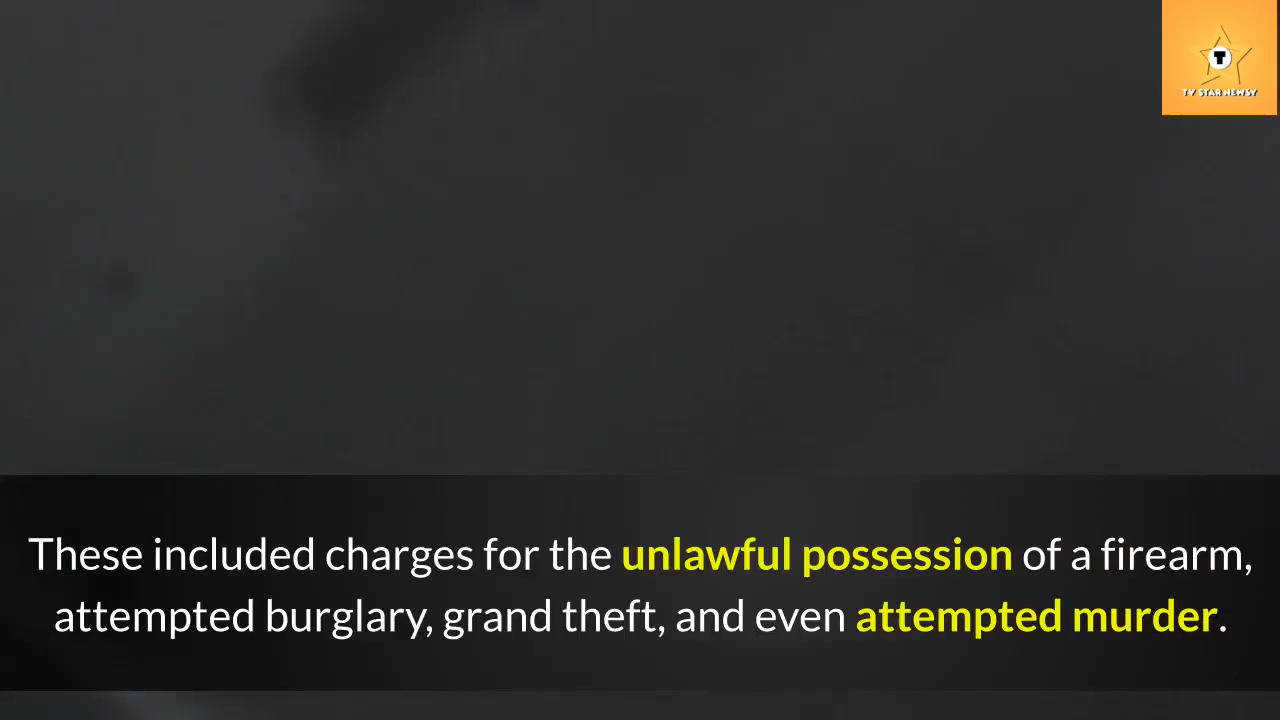 T
TV STAR NEWSY
These included charges for the unlawful possession of a firearm,
attempted burglary, grand theft, and even attempted murder.